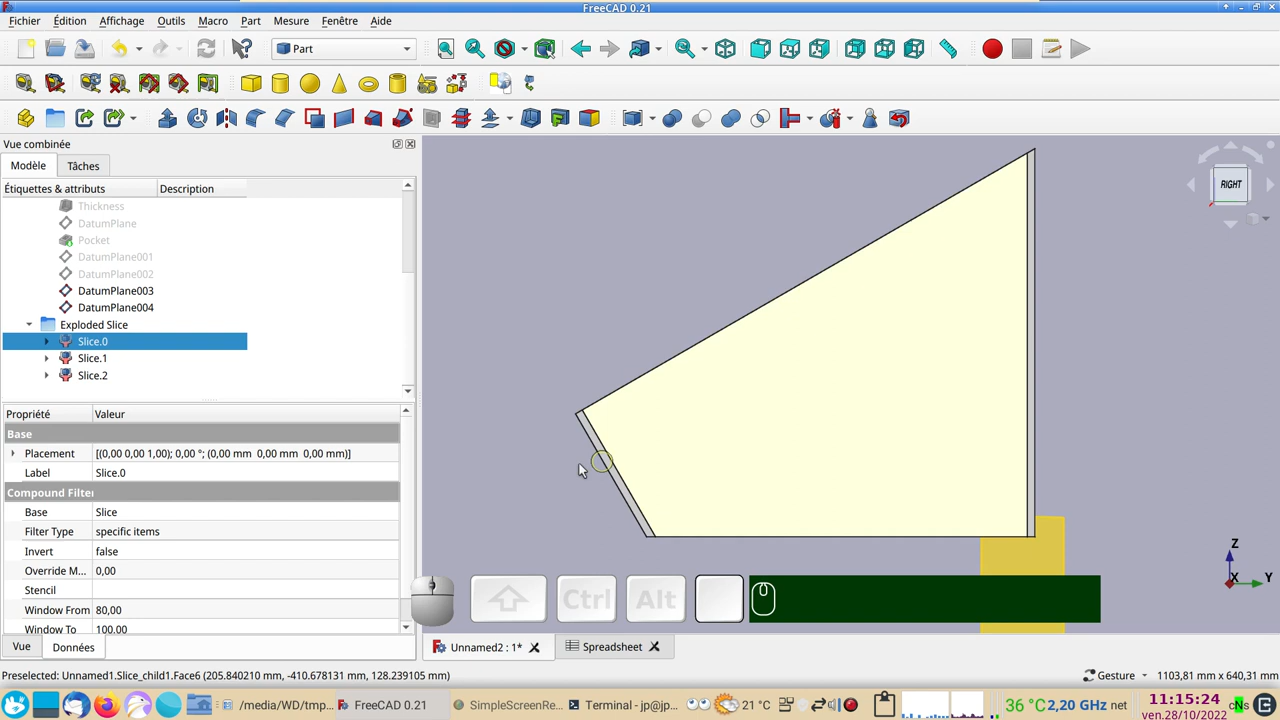 FreeCAD 0.21
Fichier Édition Affichage Outils Macro Part Mesure Fenêtre Aide
Part
Vue combinée
Modèle Tâches
Étiquettes & attributs Description
Thickness
DatumPlane
Pocket
DatumPlane001
DatumPlane002
DatumPlane003
DatumPlane004
Exploded Slice
Slice.0
Slice.1
Slice.2
Propriété Valeur
Base
Placement [(0,00 0,00 1,00); 0,00 °; (0,00 mm 0,00 mm 0,00 mm)]
Label Slice.0
Compound Filter
Base Slice
Filter Type specific items
Invert false
Override M... 0,00
Stencil
Window From 80,00
Window To 100,00
Vue Données
RIGHT
Z
X Y
Ctrl Alt
Unnamed2 : 1* Spreadsheet
Preselected: Unnamed1.Slice_child1.Face6 (205.840210 mm, -410.678131 mm, 128.239105 mm)
Gesture 1103,81 mm x 640,31 mm
/media/WD/tmp... FreeCAD 0.21 SimpleScreenRe... Terminal - jp@jp... 21 °C 36 °C 2,20 GHz net 11:15:24
ven.28/10/2022
cNs